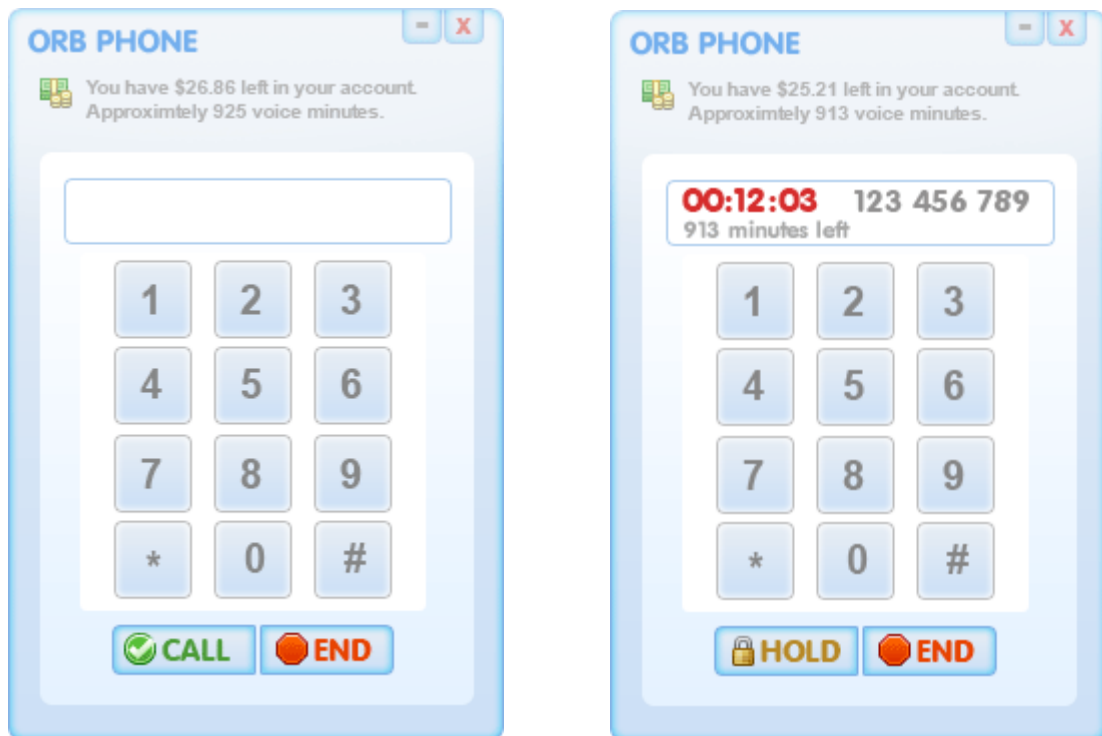 ORB PHONE
- X
You have $26.86 left in your account.
Approximtely 925 voice minutes.
1 2 3
4 5 6
7 8 9
* 0 #
CALL END
ORB PHONE
- X
You have $25.21 left in your account.
Approximtely 913 voice minutes.
00:12:03 123 456 789
913 minutes left
1 2 3
4 5 6
7 8 9
* 0 #
HOLD END